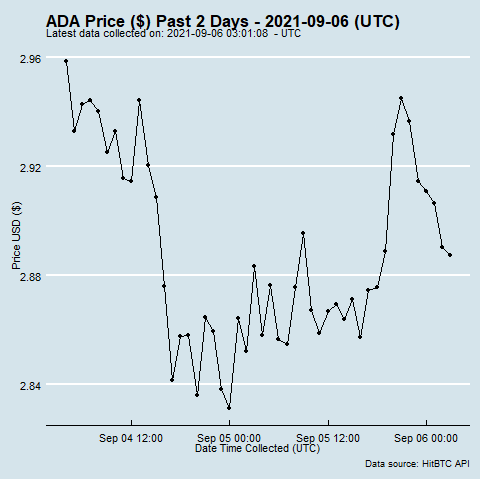 ADA Price ($) Past 2 Days - 2021-09-06 (UTC)
Latest data collected on: 2021-09-06 03:01:08  - UTC
2.96
2.92
2.88
2.84
Price USD ($)
Sep 04 12:00
Sep 05 00:00
Sep 05 12:00
Sep 06 00:00
Date Time Collected (UTC)
Data source: HitBTC API